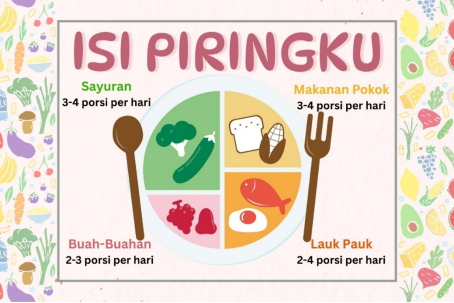 ISI PIRINGKU
Sayuran
3-4 porsi per hari
Makanan Pokok
3-4 porsi per hari
Buah-Buahan
2-3 porsi per hari
Lauk Pauk
2-4 porsi per hari